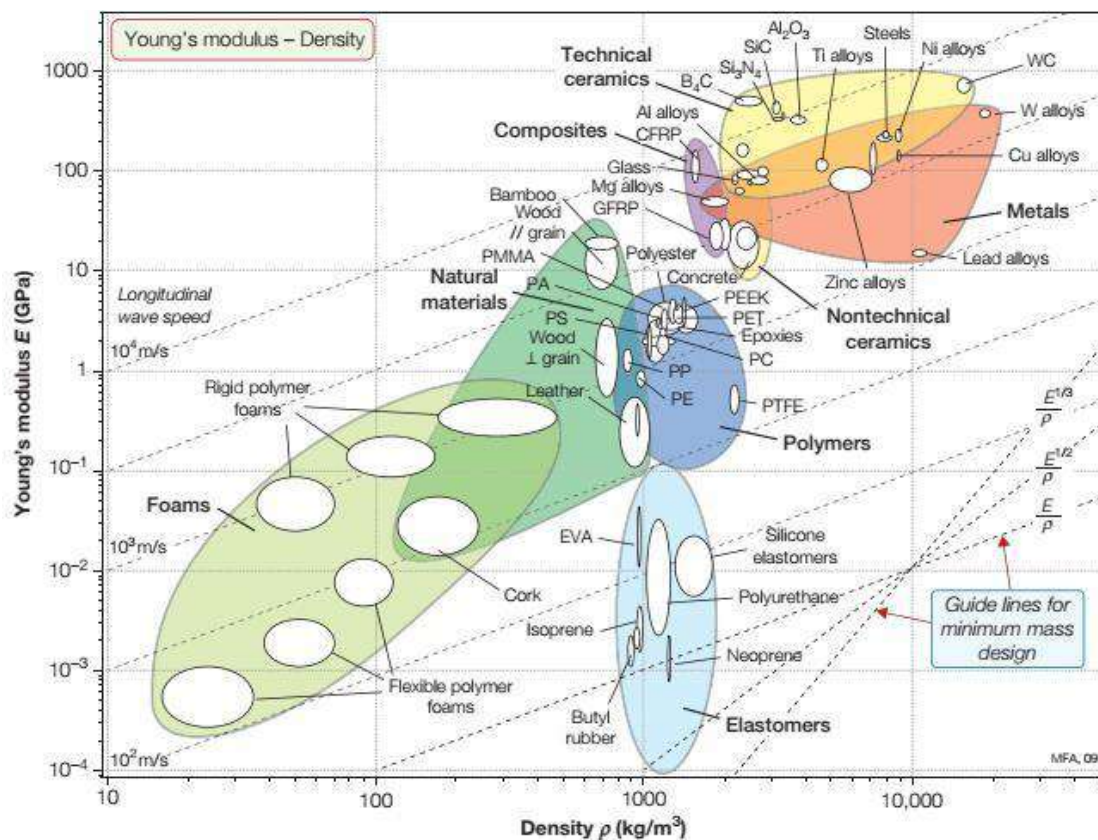 Young's modulus – Density
Al₂O₃
Steels
SiC
Ni alloys
Technical
ceramics
Si₃N₄
Ti alloys
WC
B₄C
Al alloys
W alloys
Composites
CFRP
Glass
Cu alloys
Mg alloys
Bamboo
GFRP
Metals
Wood
// grain
PMMA
Polyester
Lead alloys
Natural
materials
Concrete
Zinc alloys
PA
PEEK
Longitudinal
wave speed
PS
PET
Nontechnical
ceramics
Wood
⊥ grain
Epoxies
PC
10⁴ m/s
PP
Rigid polymer
foams
Leather
PE
PTFE
E^{1/3}
ρ
Polymers
E^{1/2}
ρ
Foams
E
ρ
10³ m/s
EVA
Silicone
elastomers
Cork
Polyurethane
Guide lines for
minimum mass
design
Isoprene
Neoprene
Flexible polymer
foams
Butyl
rubber
Elastomers
10² m/s
MFA, 09
Young's modulus E (GPa)
1000
100
10
1
10⁻¹
10⁻²
10⁻³
10⁻⁴
10
100
1000
10,000
Density ρ (kg/m³)